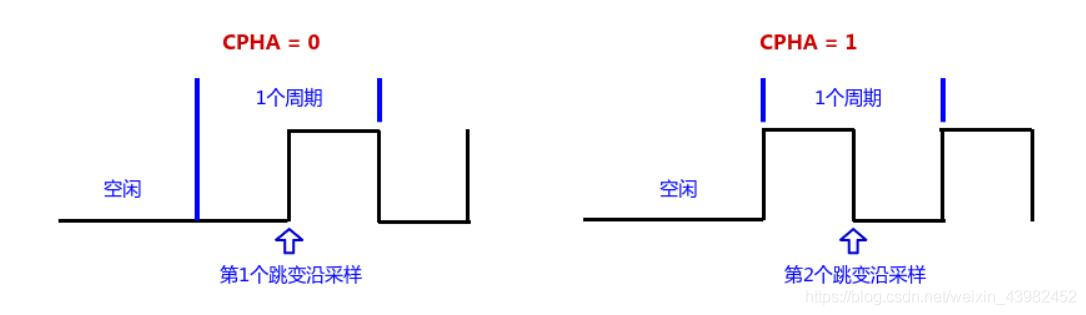 CPHA = 0
CPHA = 1
1个周期
1个周期
空闲
空闲
第1个跳变沿采样
第2个跳变沿采样
https://blog.csdn.net/weixin_43982452